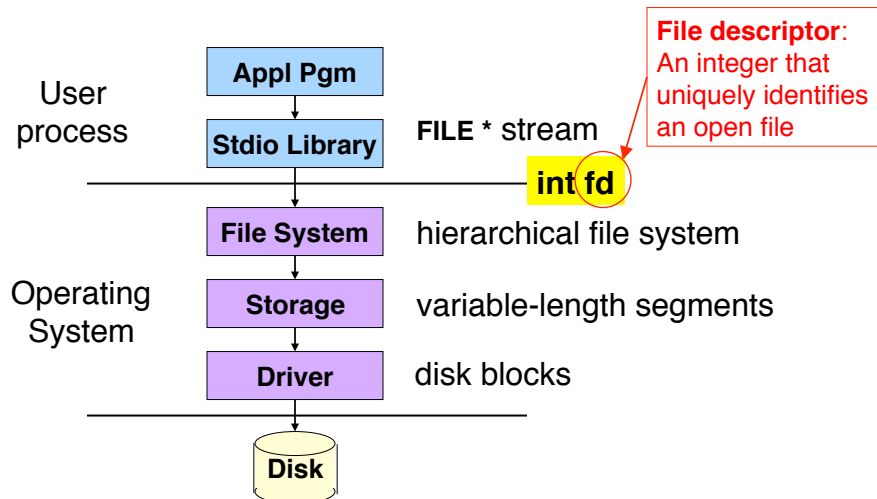 File descriptor:
An integer that
uniquely identifies
an open file
Appl Pgm
User
process
Stdio Library
FILE * stream
int fd
File System
hierarchical file system
Operating
System
Storage
variable-length segments
Driver
disk blocks
Disk